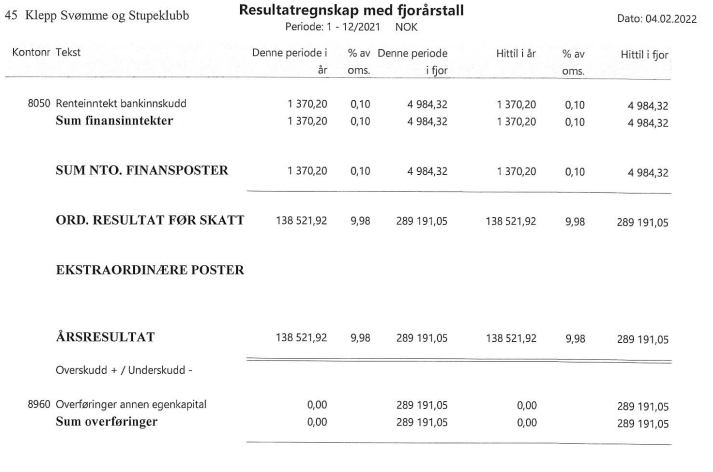 45 Klepp Svømme og Stupeklubb Resultatregnskap med fjorårstall
Periode: 1 - 12/2021 NOK Dato: 04.02.2022
Kontonr Tekst Denne periode i år % av oms. Denne periode i fjor Hittil i år % av oms. Hittil i fjor
8050 Renteinntekt bankinnskudd 1 370,20 0,10 4 984,32 1 370,20 0,10 4 984,32
Sum finansinntekter 1 370,20 0,10 4 984,32 1 370,20 0,10 4 984,32
SUM NTO. FINANSPOSTER 1 370,20 0,10 4 984,32 1 370,20 0,10 4 984,32
ORD. RESULTAT FØR SKATT 138 521,92 9,98 289 191,05 138 521,92 9,98 289 191,05
EKSTRAORDINÆRE POSTER
ÅRSRESULTAT 138 521,92 9,98 289 191,05 138 521,92 9,98 289 191,05
Overskudd + / Underskudd -
8960 Overføringer annen egenkapital 0,00 289 191,05 0,00 289 191,05
Sum overføringer 0,00 289 191,05 0,00 289 191,05